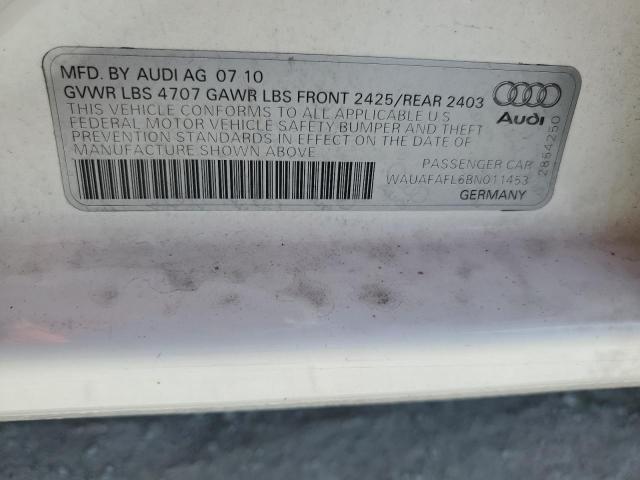 MFD. BY AUDI AG 07 10
GVWR LBS 4707 GAWR LBS FRONT 2425/REAR 2403
THIS VEHICLE CONFORMS TO ALL APPLICABLE U S
FEDERAL MOTOR VEHICLE SAFETY BUMPER AND THEFT
PREVENTION STANDARDS IN EFFECT ON THE DATE OF
MANUFACTURE SHOWN ABOVE
PASSENGER CAR
WAUAFAFL6BN011453
GERMANY
Audi
2864250